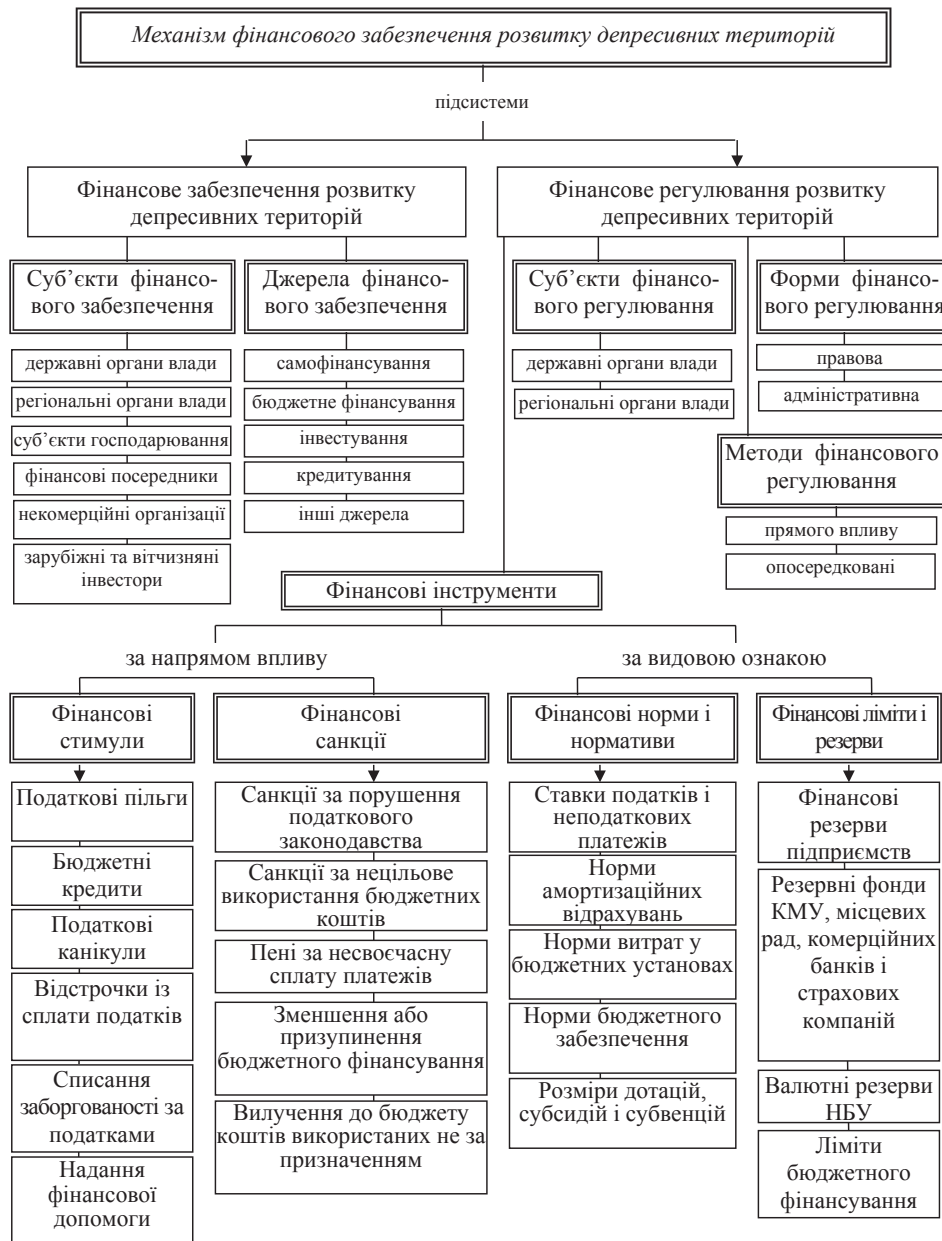 Механізм фінансового забезпечення розвитку депресивних територій
підсистеми
Фінансове забезпечення розвитку
депресивних територій
Фінансове регулювання розвитку
депресивних територій
Суб’єкти фінансо-
вого забезпечення
державні органи влади
регіональні органи влади
суб’єкти господарювання
фінансові посередники
некомерційні організації
зарубіжні та вітчизняні
інвестори
Джерела фінансо-
вого забезпечення
самофінансування
бюджетне фінансування
інвестування
кредитування
інші джерела
Суб’єкти фінансо-
вого регулювання
державні органи влади
регіональні органи влади
Форми фінансо-
вого регулювання
правова
адміністративна
Методи фінансового
регулювання
прямого впливу
опосередковані
Фінансові інструменти
за напрямом впливу
за видовою ознакою
Фінансові
стимули
Податкові пільги
Бюджетні
кредити
Податкові
канікули
Відстрочки із
сплати податків
Списання
заборгованості за
податками
Надання
фінансової
допомоги
Фінансові
санкції
Санкції за порушення
податкового
законодавства
Санкції за нецільове
використання бюджетних
коштів
Пені за несвоєчасну
сплату платежів
Зменшення або
призупинення
бюджетного фінансування
Вилучення до бюджету
коштів використаних не за
призначенням
Фінансові норми і
нормативи
Ставки податків і
неподаткових
платежів
Норми
амортизаційних
відрахувань
Норми витрат у
бюджетних установах
Норми бюджетного
забезпечення
Розміри дотацій,
субсидій і субвенцій
Фінансові ліміти і
резерви
Фінансові
резерви
підприємств
Резервні фонди
КМУ, місцевих
рад, комерційних
банків і
страхових
компаній
Валютні резерви
НБУ
Ліміти
бюджетного
фінансування